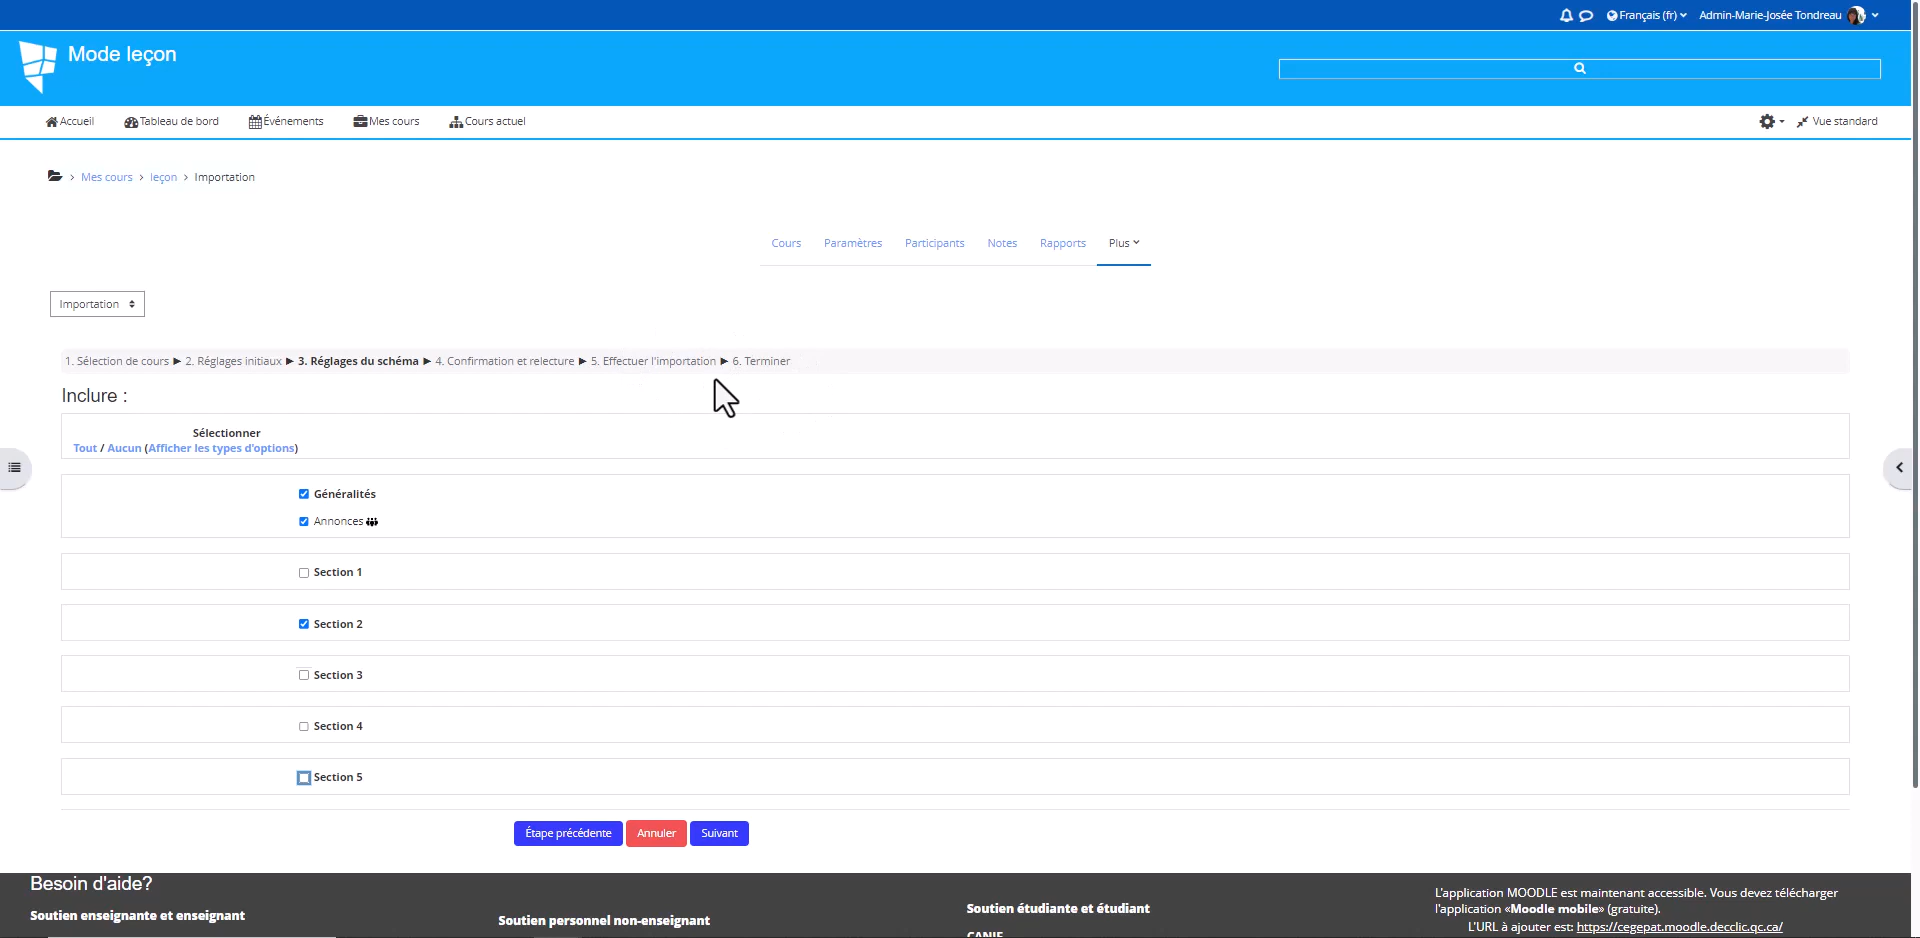 Français (fr) Admin-Marie-Josée Tondreau
Mode leçon
Accueil Tableau de bord Événements Mes cours Cours actuel Vue standard
Mes cours > leçon > Importation
Cours Paramètres Participants Notes Rapports Plus
Importation
1. Sélection de cours ► 2. Réglages initiaux ► 3. Réglages du schéma ► 4. Confirmation et relecture ► 5. Effectuer l'importation ► 6. Terminer
Inclure :
Sélectionner
Tout / Aucun (Afficher les types d'options)
Généralités
Annonces
Section 1
Section 2
Section 3
Section 4
Section 5
Étape précédente Annuler Suivant
Besoin d'aide?
Soutien enseignante et enseignant
Soutien personnel non-enseignant
Soutien étudiante et étudiant
CANIF
L'application MOODLE est maintenant accessible. Vous devez télécharger
l'application «Moodle mobile» (gratuite).
L'URL à ajouter est: https://cegepat.moodle.decclic.qc.ca/